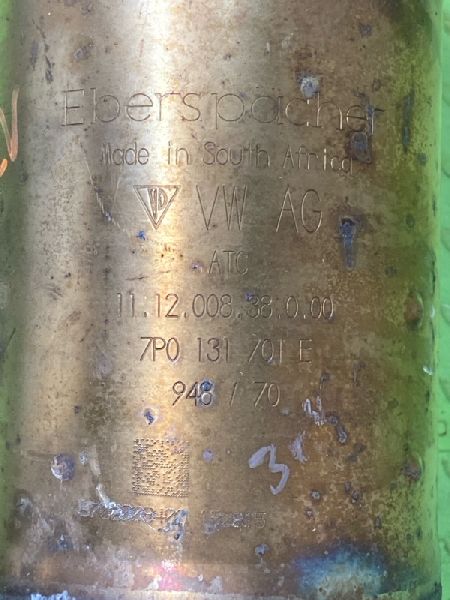 Eberspächer
Made in South Africa
VW AG
ATC
11.12.008.38.0.00
7P0 131 701 E
948 / 70